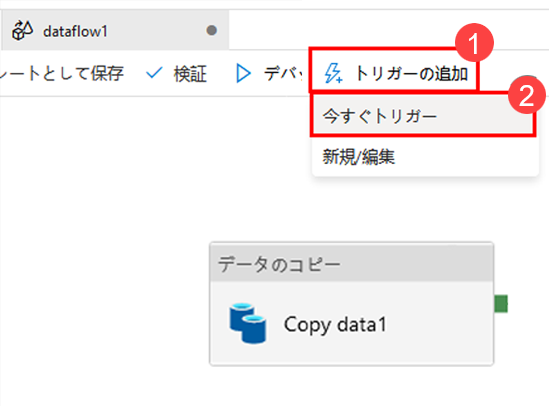 dataflow1
レートとして保存 検証 デバッ トリガーの追加
1
2
今すぐトリガー
新規/編集
データのコピー
Copy data1